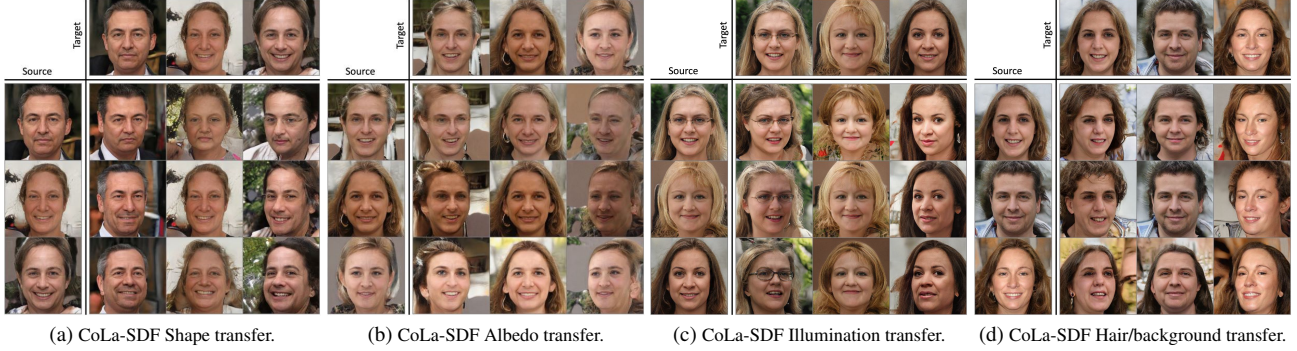 Target
Source
Target
Source
Target
Source
Target
Source
(a) CoLa-SDF Shape transfer.
(b) CoLa-SDF Albedo transfer.
(c) CoLa-SDF Illumination transfer.
(d) CoLa-SDF Hair/background transfer.